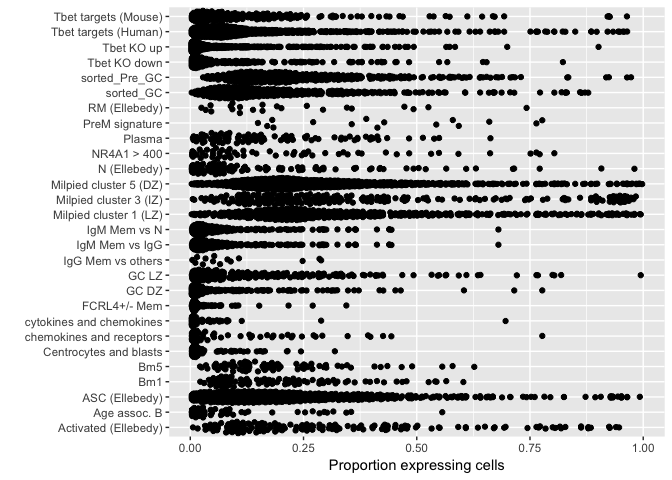 Tbet targets (Mouse)
Tbet targets (Human)
Tbet KO up
Tbet KO down
sorted_Pre_GC
sorted_GC
RM (Ellebedy)
PreM signature
Plasma
NR4A1 > 400
N (Ellebedy)
Milpied cluster 5 (DZ)
Milpied cluster 3 (IZ)
Milpied cluster 1 (LZ)
IgM Mem vs N
IgM Mem vs IgG
IgG Mem vs others
GC LZ
GC DZ
FCRL4+/- Mem
cytokines and chemokines
chemokines and receptors
Centrocytes and blasts
Bm5
Bm1
ASC (Ellebedy)
Age assoc. B
Activated (Ellebedy)
0.00 0.25 0.50 0.75 1.00
Proportion expressing cells